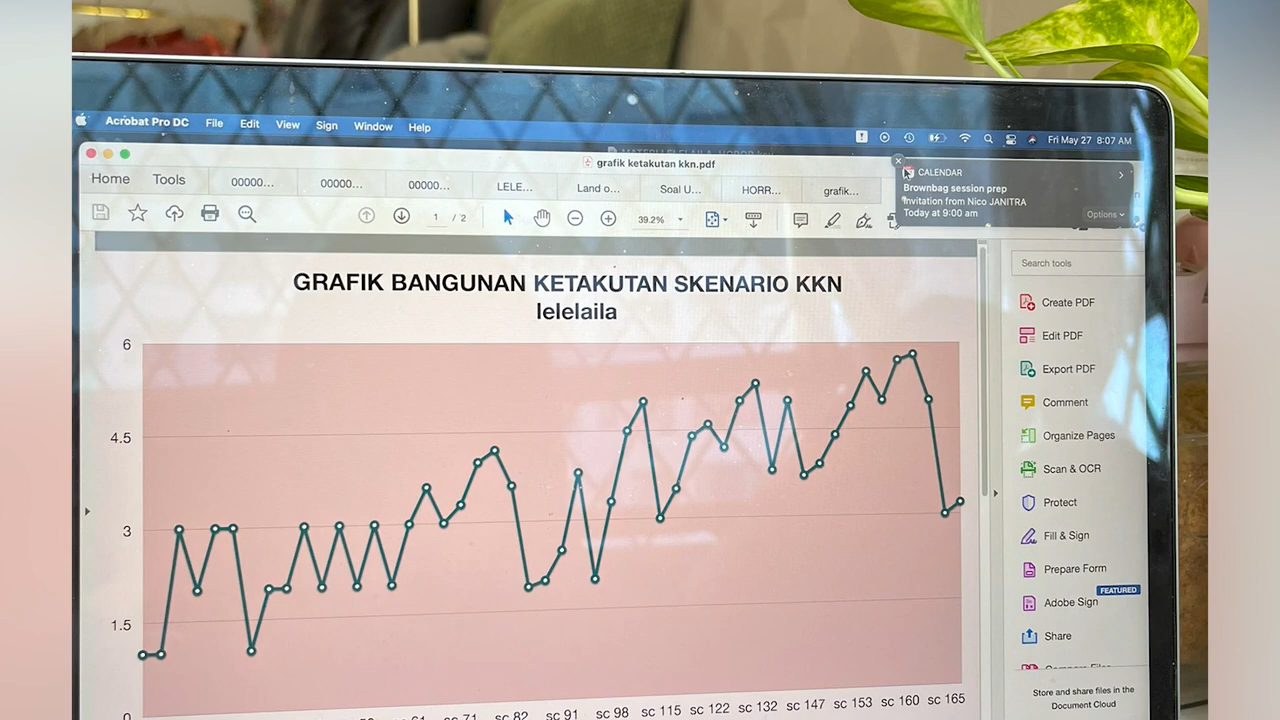 Acrobat Pro DC File Edit View Sign Window Help
Fri May 27 8:07 AM
grafik ketakutan kkn.pdf
Home Tools 00000... 00000... 00000... LELE... Land o... Soal U... HORR... grafik...
CALENDAR
Brownbag session prep
Invitation from Nico JANITRA
Today at 9:00 am
Options
1 / 2
39.2%
GRAFIK BANGUNAN KETAKUTAN SKENARIO KKN
lelelaila
6
4.5
3
1.5
0
sc 71 sc 82 sc 91 sc 98 sc 115 sc 122 sc 132 sc 147 sc 153 sc 160 sc 165
Search tools
Create PDF
Edit PDF
Export PDF
Comment
Organize Pages
Scan & OCR
Protect
Fill & Sign
Prepare Form
FEATURED
Adobe Sign
Share
Store and share files in the
Document Cloud